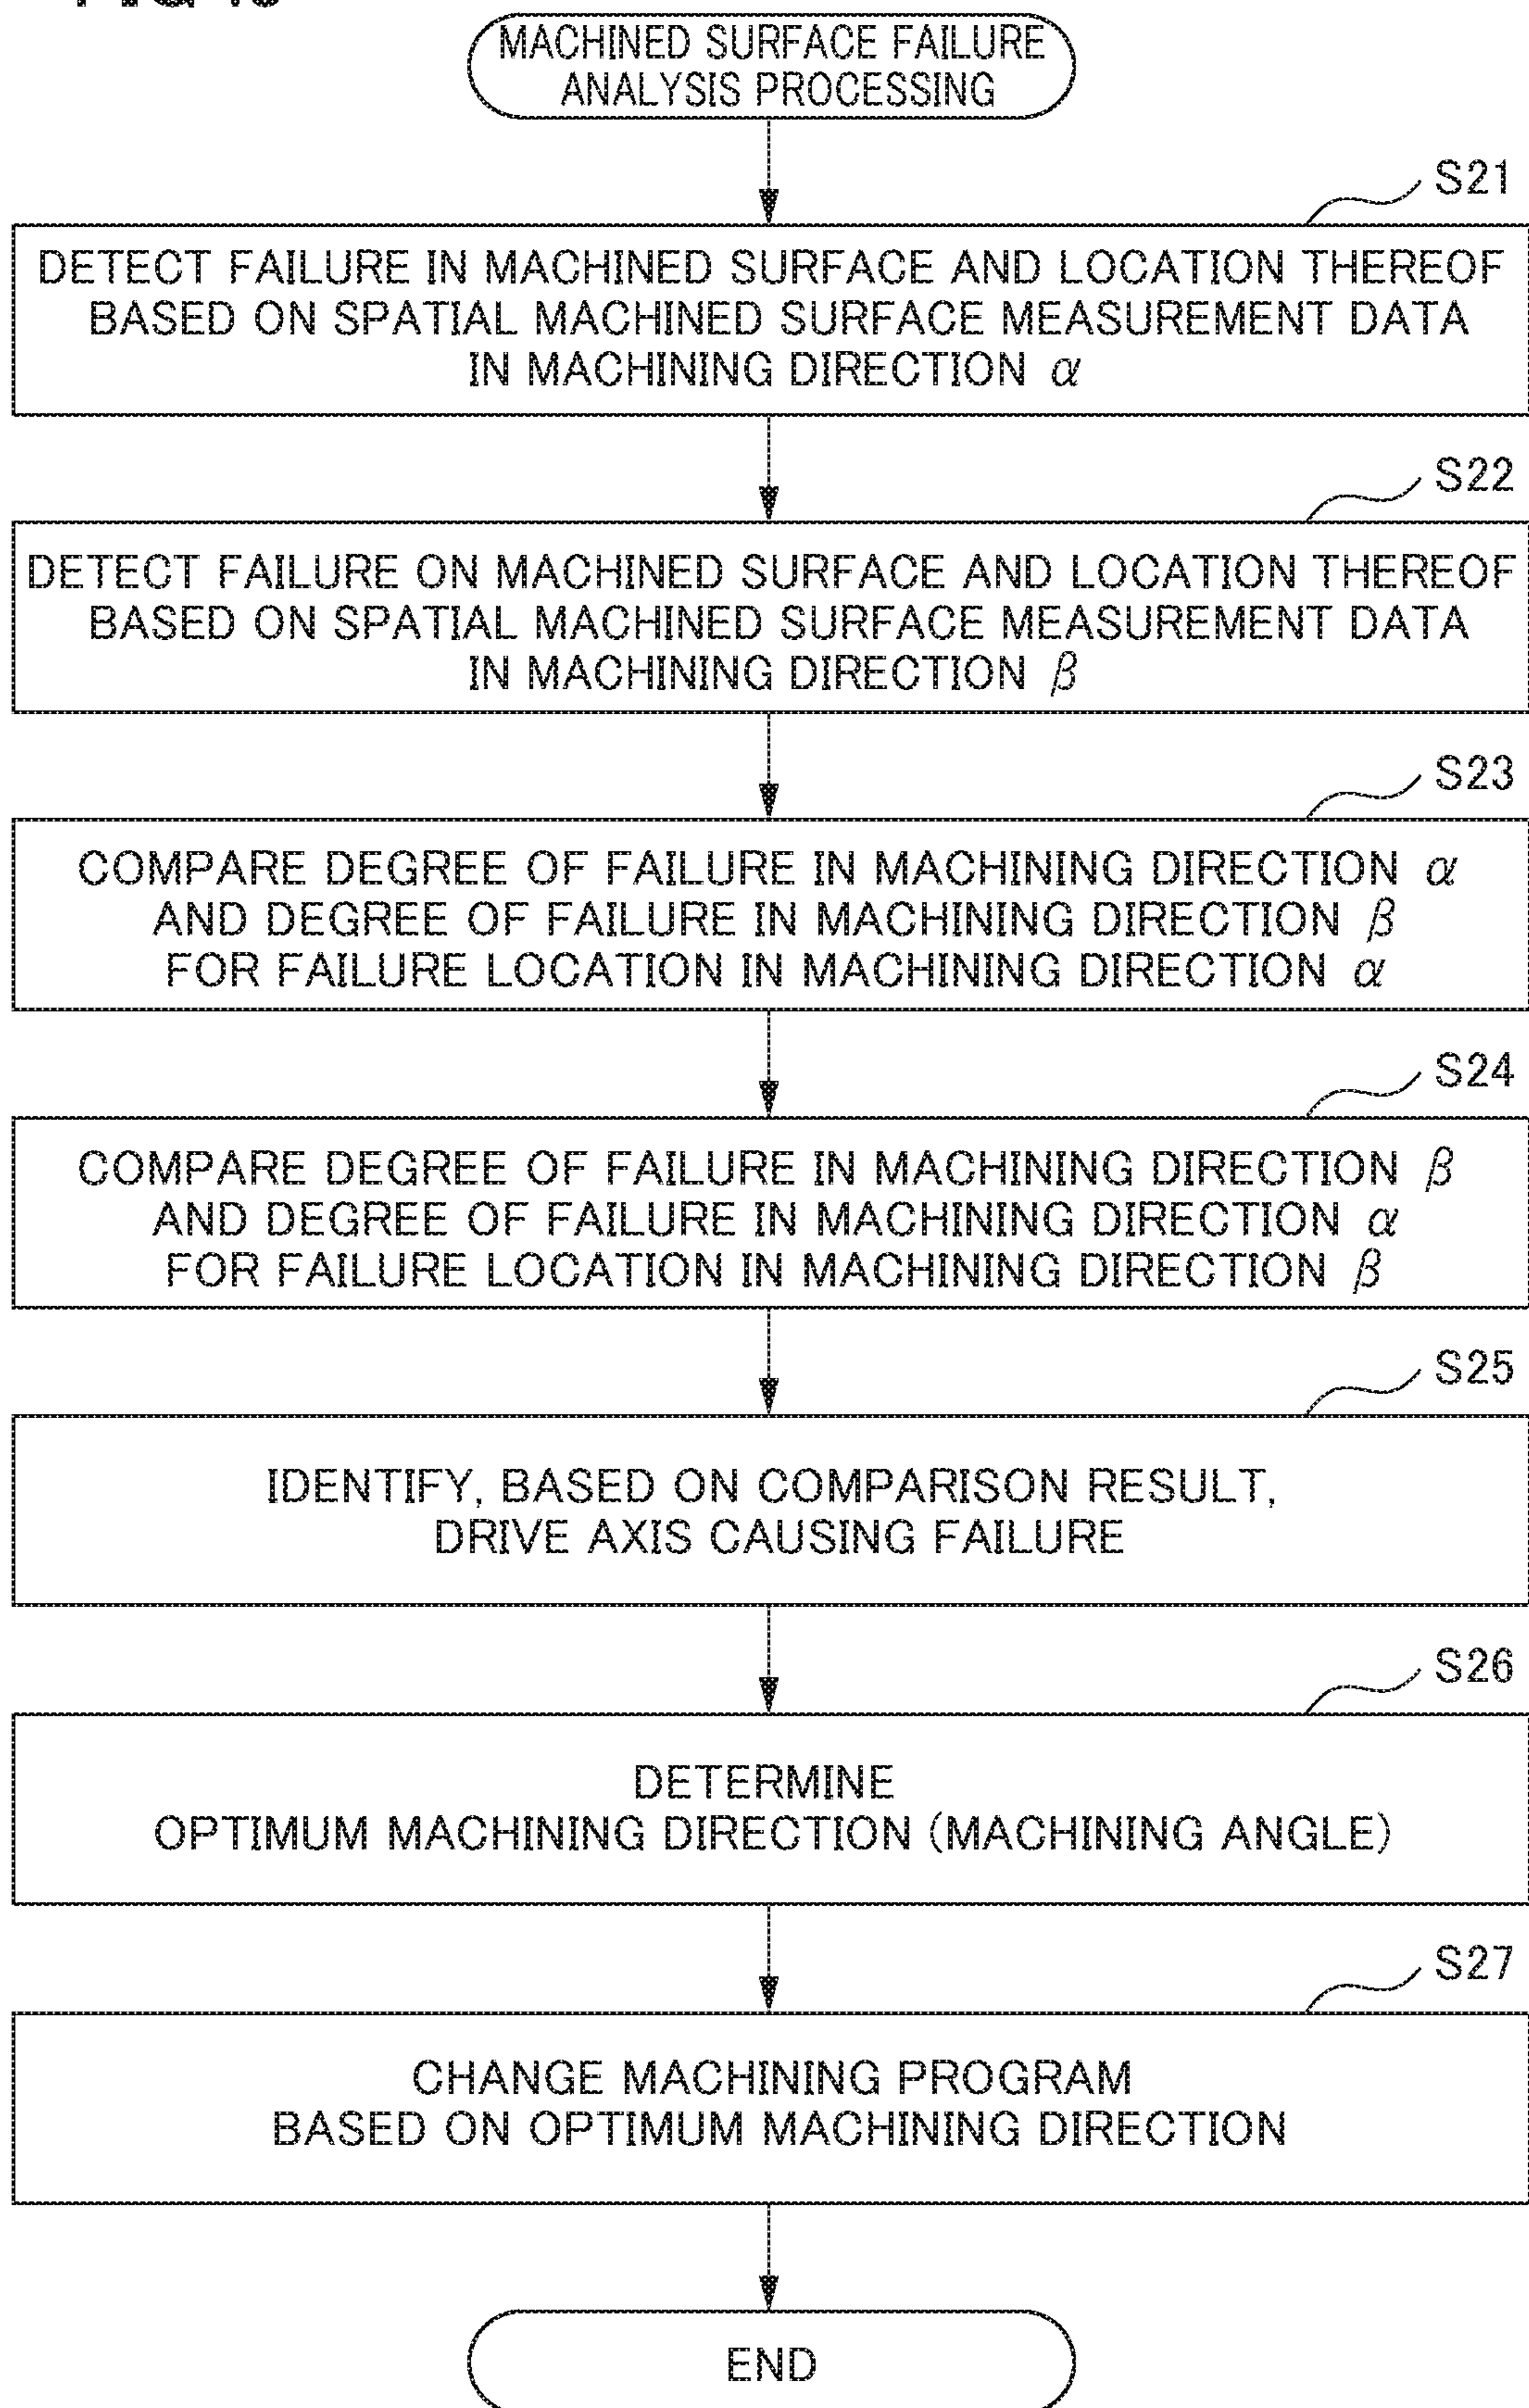 MACHINED SURFACE FAILURE
ANALYSIS PROCESSING
S21
DETECT FAILURE IN MACHINED SURFACE AND LOCATION THEREOF
BASED ON SPATIAL MACHINED SURFACE MEASUREMENT DATA
IN MACHINING DIRECTION α
S22
DETECT FAILURE ON MACHINED SURFACE AND LOCATION THEREOF
BASED ON SPATIAL MACHINED SURFACE MEASUREMENT DATA
IN MACHINING DIRECTION β
S23
COMPARE DEGREE OF FAILURE IN MACHINING DIRECTION α
AND DEGREE OF FAILURE IN MACHINING DIRECTION β
FOR FAILURE LOCATION IN MACHINING DIRECTION α
S24
COMPARE DEGREE OF FAILURE IN MACHINING DIRECTION β
AND DEGREE OF FAILURE IN MACHINING DIRECTION α
FOR FAILURE LOCATION IN MACHINING DIRECTION β
S25
IDENTIFY, BASED ON COMPARISON RESULT,
DRIVE AXIS CAUSING FAILURE
S26
DETERMINE
OPTIMUM MACHINING DIRECTION (MACHINING ANGLE)
S27
CHANGE MACHINING PROGRAM
BASED ON OPTIMUM MACHINING DIRECTION
END